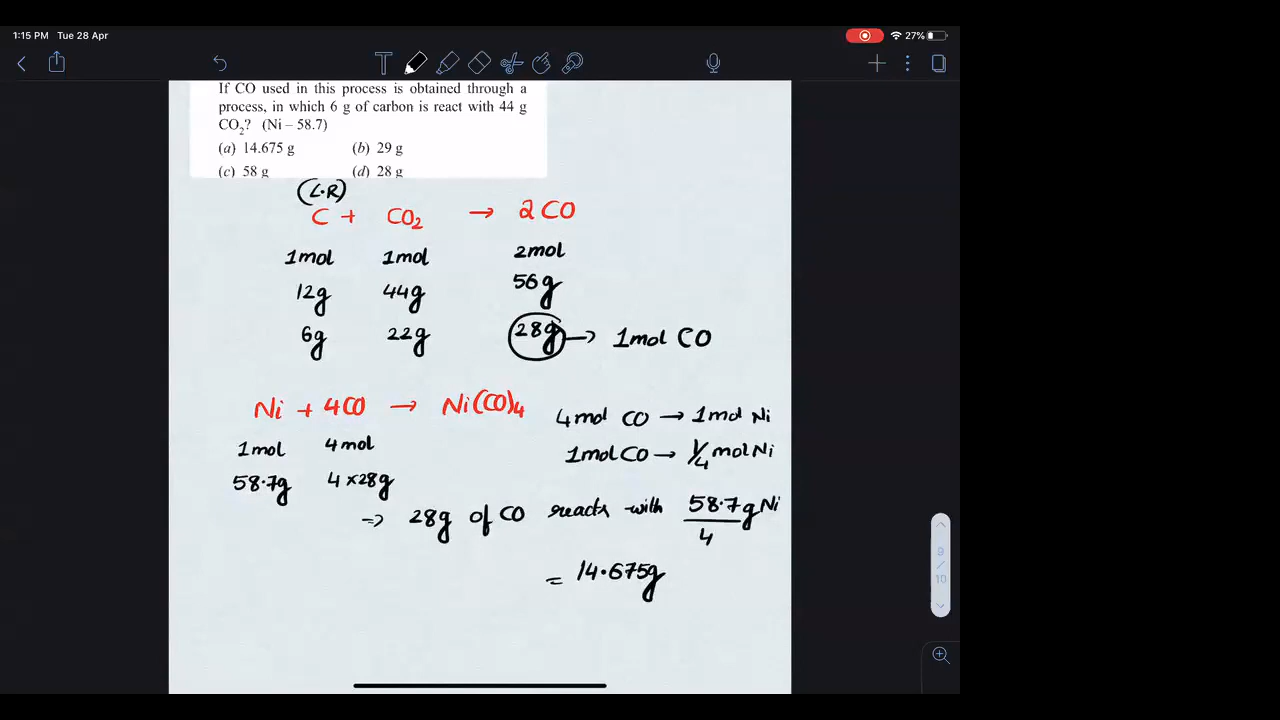 1:15 PM Tue 28 Apr
27%
If CO used in this process is obtained through a
process, in which 6 g of carbon is react with 44 g
CO₂? (Ni – 58.7)
(a) 14.675 g (b) 29 g
(c) 58 g (d) 28 g
(L.R)
C + CO₂ → 2CO
1mol 1mol 2mol
12g 44g 56g
6g 22g 28g → 1mol CO
Ni + 4CO → Ni(CO)₄
4mol CO → 1mol Ni
1mol 4mol
1mol CO → 1/4 mol Ni
58.7g 4×28g
⇒ 28g of CO reacts with 58.7/4 g Ni
= 14.675g
9
/
10